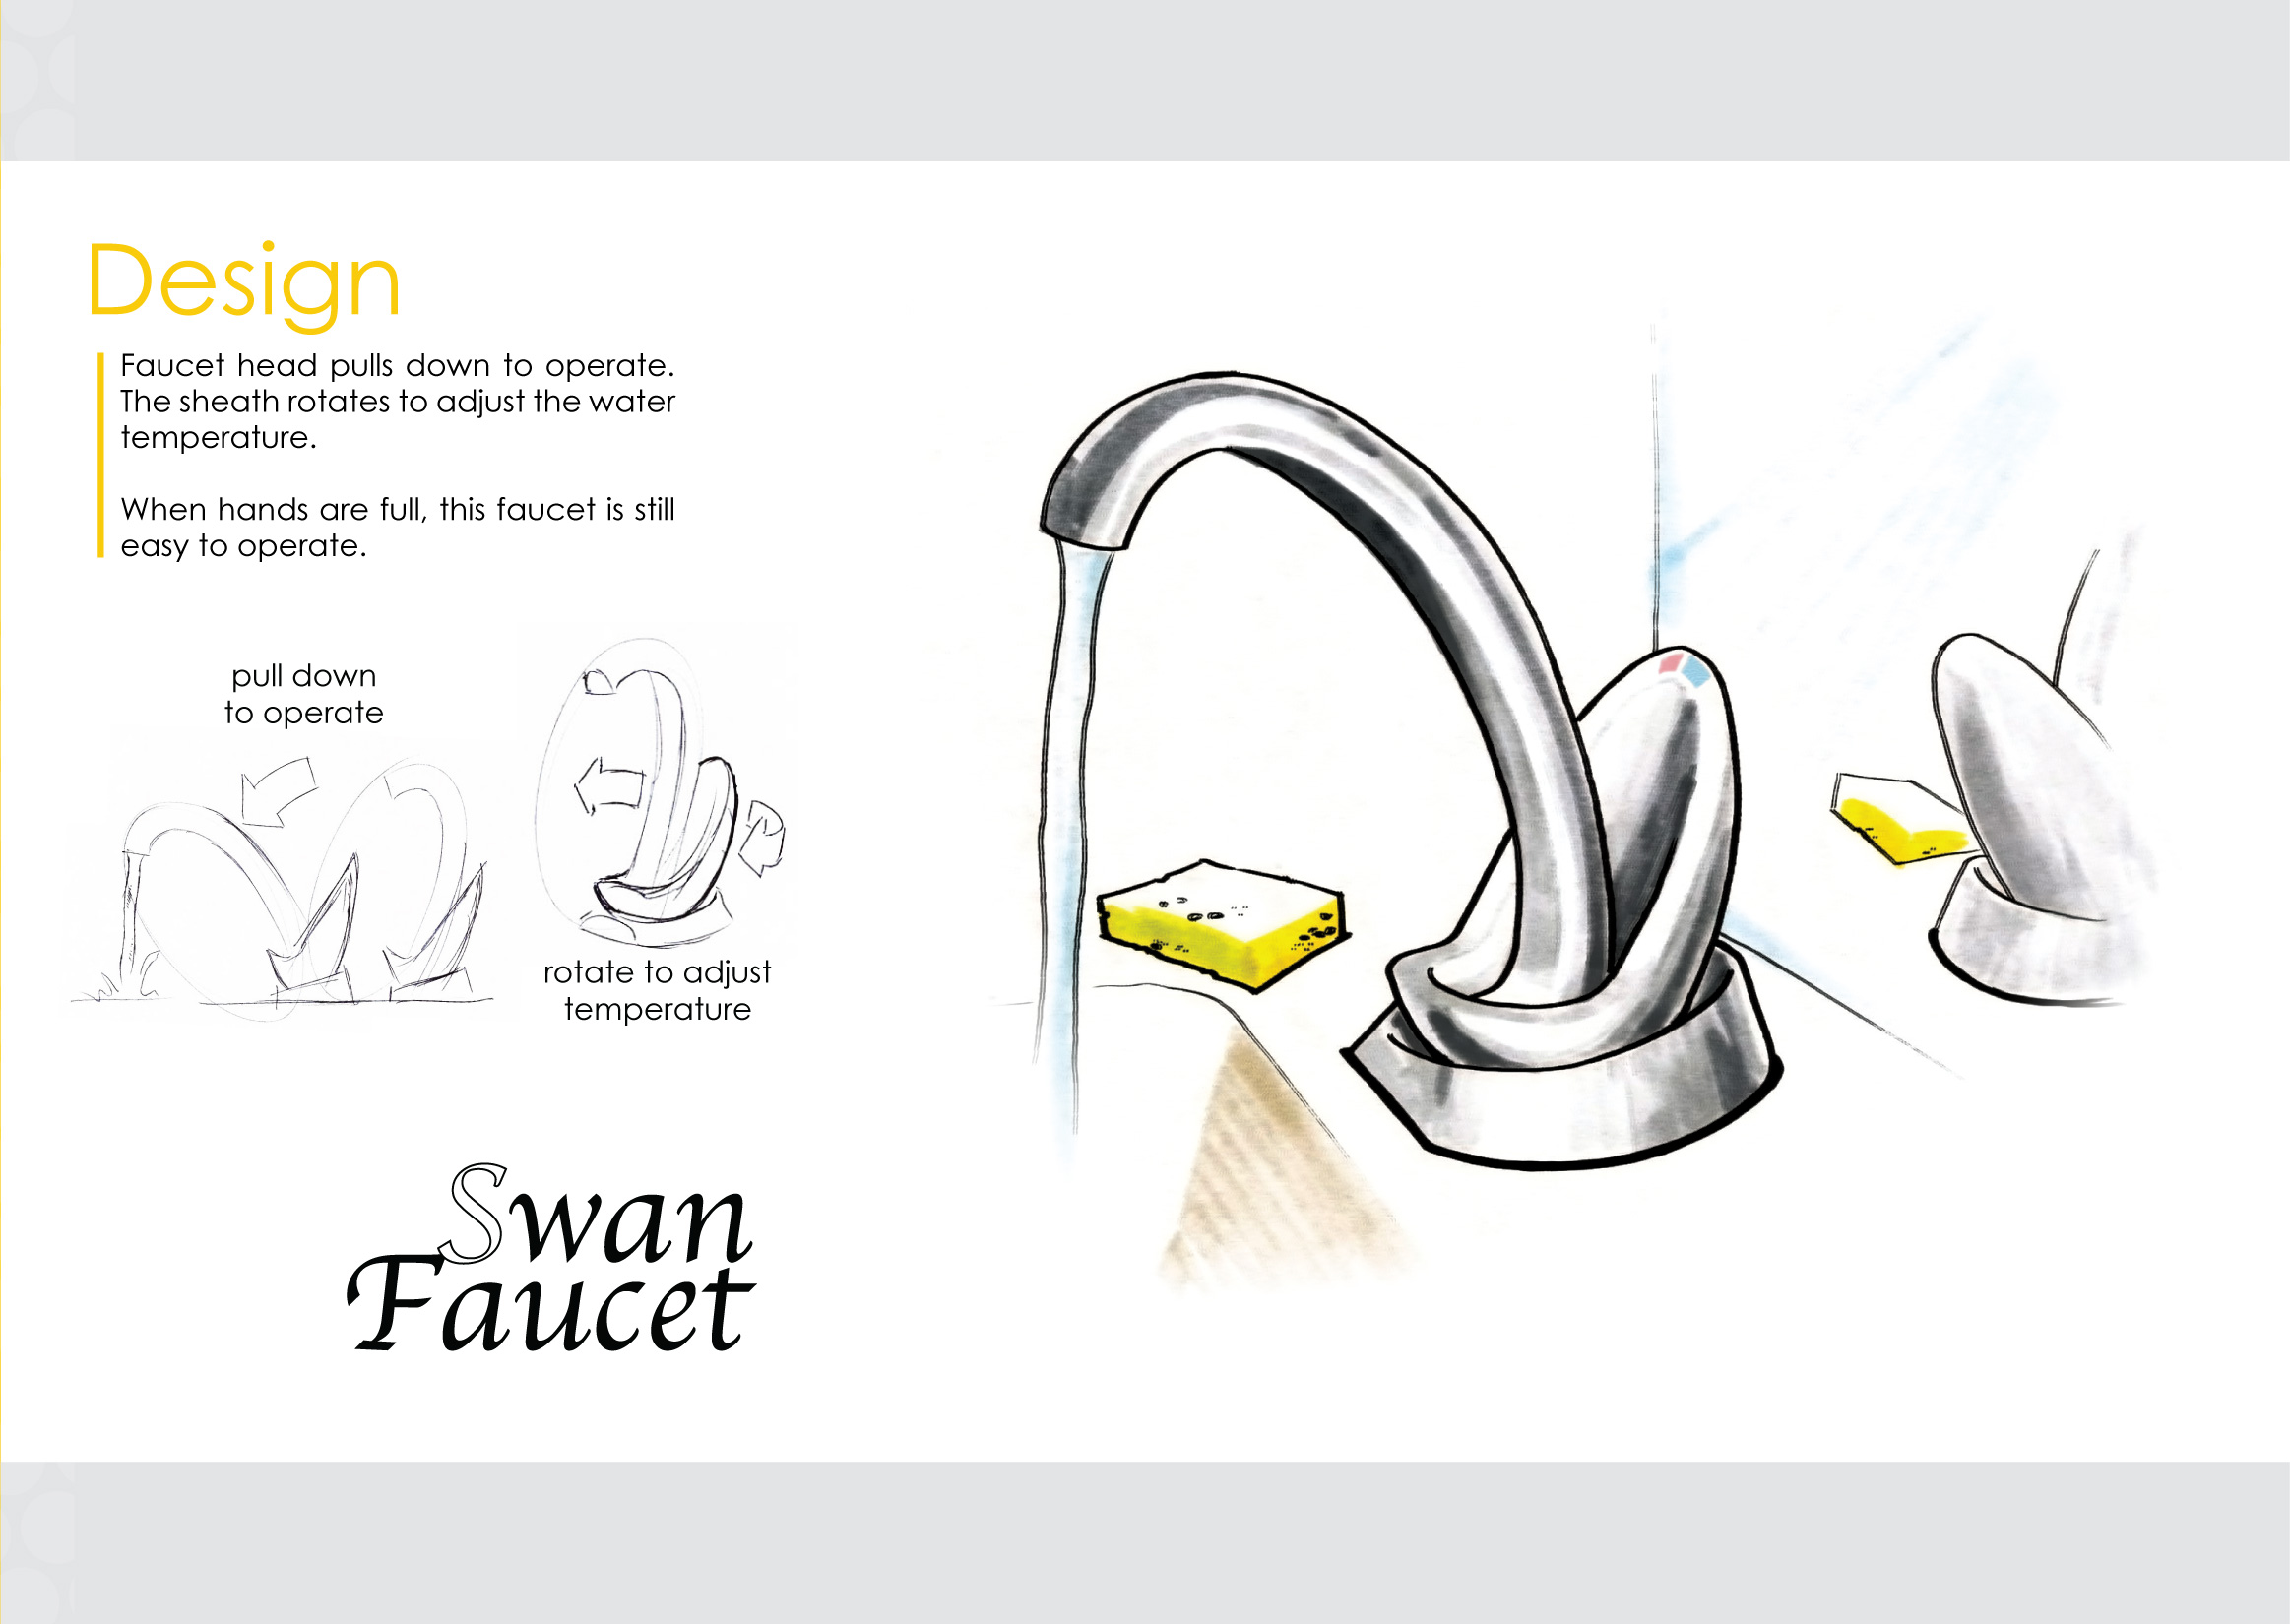 Design
Faucet head pulls down to operate.
The sheath rotates to adjust the water
temperature.
When hands are full, this faucet is still
easy to operate.
pull down
to operate
rotate to adjust
temperature
Swan
Faucet